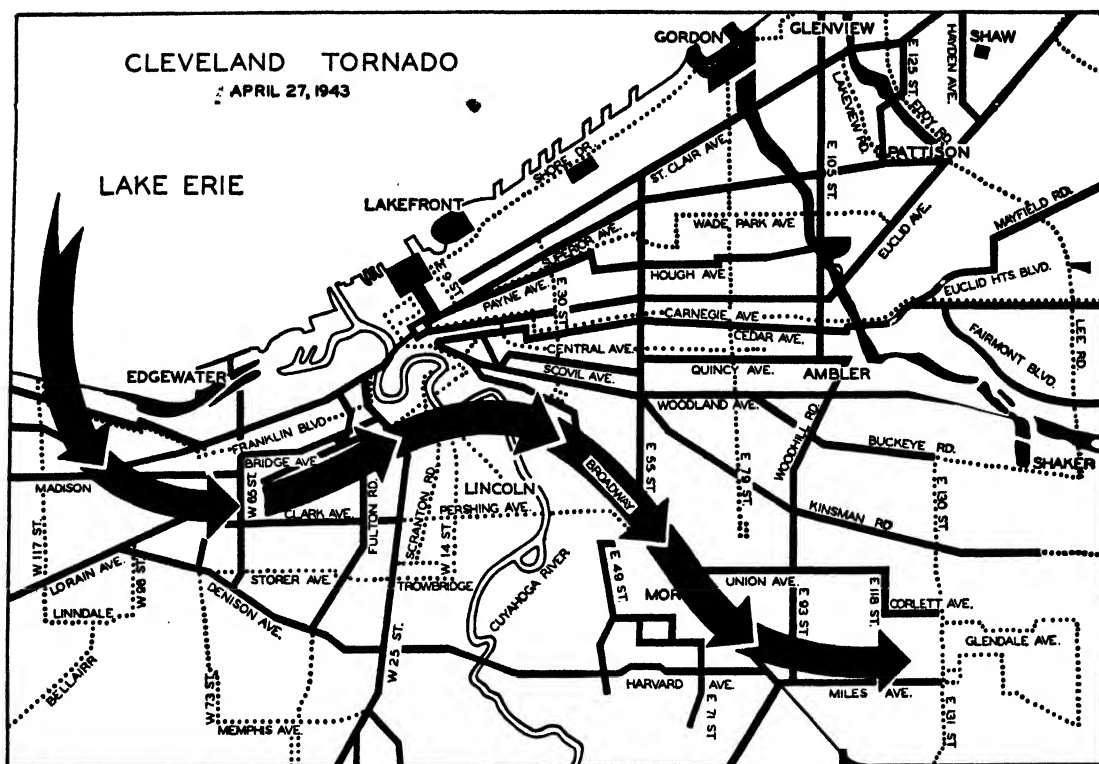 CLEVELAND TORNADO
APRIL 27, 1943
LAKE ERIE
GORDON
GLENVIEW
SHAW
E 125 ST.
HAYDEN AVE.
LAKEVIEW RD.
EDDY RD.
PATTISON
SHORE DR
ST. CLAIR AVE.
E 105 ST.
LAKEFRONT
W 9 ST
SUPERIOR AVE.
WADE PARK AVE
EUCLID AVE.
MAYFIELD RD.
PAYNE AVE.
E 30 ST
HOUGH AVE
EUCLID HTS. BLVD.
CARNEGIE AVE
CEDAR AVE.
CENTRAL AVE.
FAIRMONT BLVD.
LEE RD.
SCOVIL AVE.
QUINCY AVE.
AMBLER
EDGEWATER
WOODLAND AVE.
FRANKLIN BLVD
BRIDGE AVE
BUCKEYE RD.
SHAKER
MADISON
W 65 ST.
WOODHILL RD.
E 55 ST.
E 79 ST.
BROADWAY
LINCOLN
W 117 ST.
CLARK AVE.
FULTON RD.
SCRANTON RD
W 14 ST
PERSHING AVE.
KINSMAN RD
E 130 ST.
LORAIN AVE.
W 98 ST.
STORER AVE.
TROWBRIDGE
CUYAHOGA RIVER
E 49 ST.
UNION AVE.
E 93 ST
E 118 ST.
CORLETT AVE.
MOR
LINNDALE
DENISON AVE.
W 25 ST.
GLENDALE AVE.
BELLAIRE
W 73 ST.
HARVARD AVE.
E 71 ST
MILES AVE.
E 131 ST.
MEMPHIS AVE.